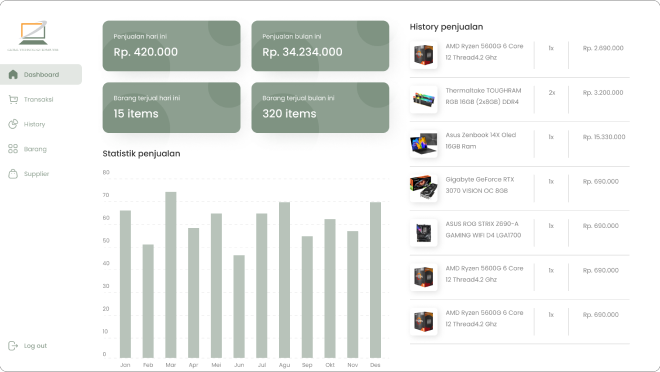 Dashboard
Transaksi
History
Barang
Supplier
Log out
Penjualan hari ini
Rp. 420.000
Penjualan bulan ini
Rp. 34.234.000
Barang terjual hari ini
15 items
Barang terjual bulan ini
320 items
Statistik penjualan
80
70
60
50
40
30
20
10
0
Jan Feb Mar Apr Mei Jun Jul Agu Sep Okt Nov Des
History penjualan
AMD Ryzen 5600G 6 Core
12 Thread4.2 Ghz
1x
Rp. 2.690.000
Thermaltake TOUGHRAM
RGB 16GB (2x8GB) DDR4
2x
Rp. 3.200.000
Asus Zenbook 14X Oled
16GB Ram
1x
Rp. 15.330.000
Gigabyte GeForce RTX
3070 VISION OC 8GB
1x
Rp. 690.000
ASUS ROG STRIX Z690-A
GAMING WIFI D4 LGA1700
1x
Rp. 690.000
AMD Ryzen 5600G 6 Core
12 Thread4.2 Ghz
1x
Rp. 690.000
AMD Ryzen 5600G 6 Core
12 Thread4.2 Ghz
1x
Rp. 690.000